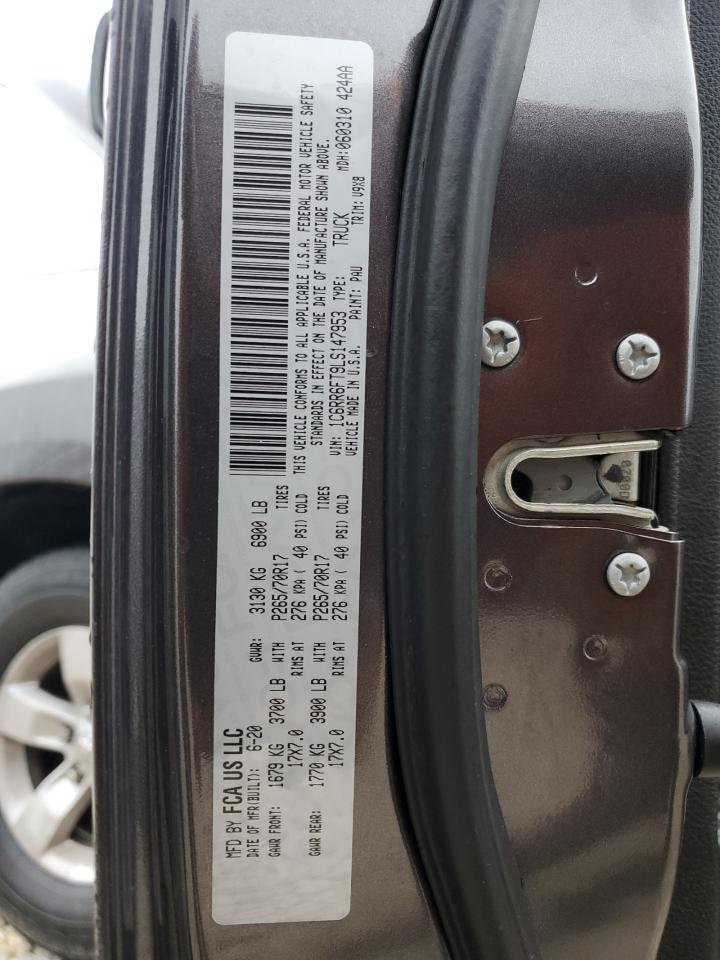 MFD BY FCA US LLC
DATE OF MFR(BUILT): 6-20 GVWR: 3130 KG 6900 LB
GAWR FRONT: 1679 KG 3700 LB WITH P265/70R17 TIRES
17X7.0 RIMS AT 276 KPA ( 40 PSI) COLD
GAWR REAR: 1770 KG 3900 LB WITH P265/70R17 TIRES
17X7.0 RIMS AT 276 KPA ( 40 PSI) COLD
THIS VEHICLE CONFORMS TO ALL APPLICABLE U.S.A. FEDERAL MOTOR VEHICLE SAFETY
STANDARDS IN EFFECT ON THE DATE OF MANUFACTURE SHOWN ABOVE.
VIN: 1C6RR6FT9LS147953 TYPE: TRUCK MDH:060310 424AA
VEHICLE MADE IN U.S.A. PAINT: PAU TRIM: V9X8